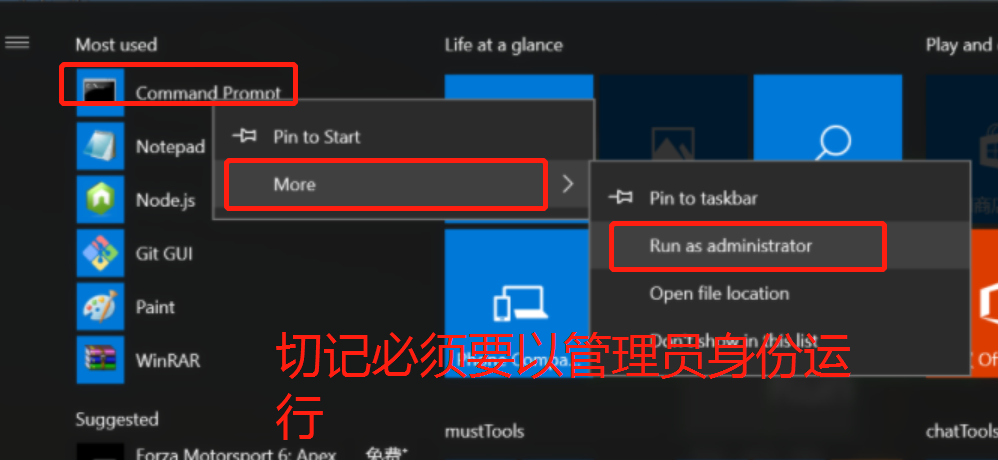 Most used
Life at a glance
Play and
Command Prompt
Pin to Start
Notepad
More
Pin to taskbar
Node.js
Run as administrator
Git GUI
Open file location
Paint
Don't show in this list
WinRAR
切记必须要以管理员身份运
行
Suggested
mustTools
chatTools
Forza Motorsport 6: Apex
免费*